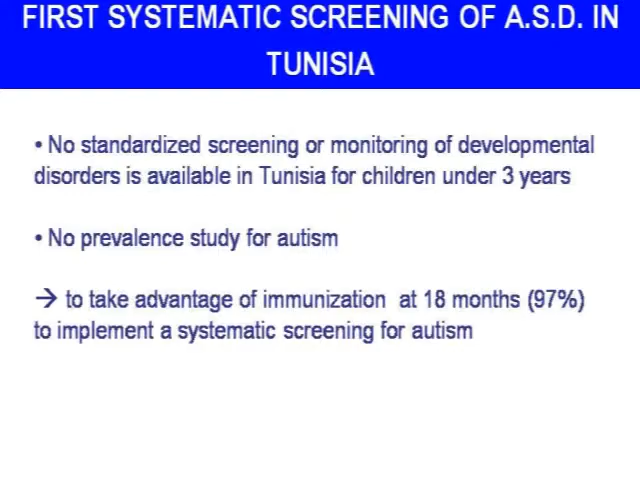 FIRST SYSTEMATIC SCREENING OF A.S.D. IN
TUNISIA
• No standardized screening or monitoring of developmental
disorders is available in Tunisia for children under 3 years
• No prevalence study for autism
→ to take advantage of immunization at 18 months (97%)
to implement a systematic screening for autism